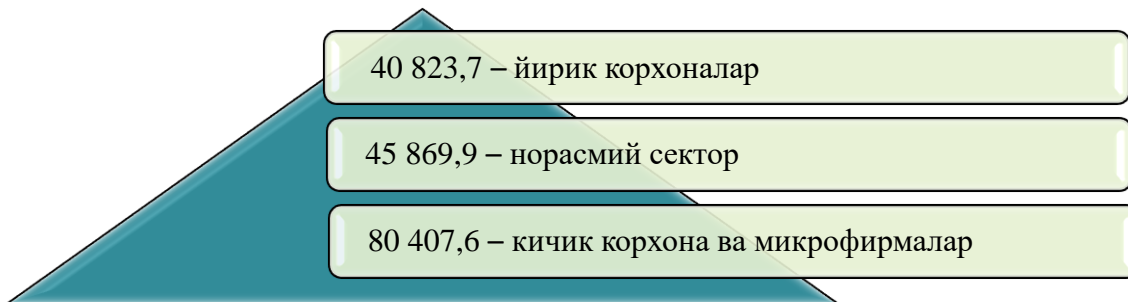 40 823,7 – йирик корхоналар
45 869,9 – норасмий сектор
80 407,6 – кичик корхона ва микрофирмалар